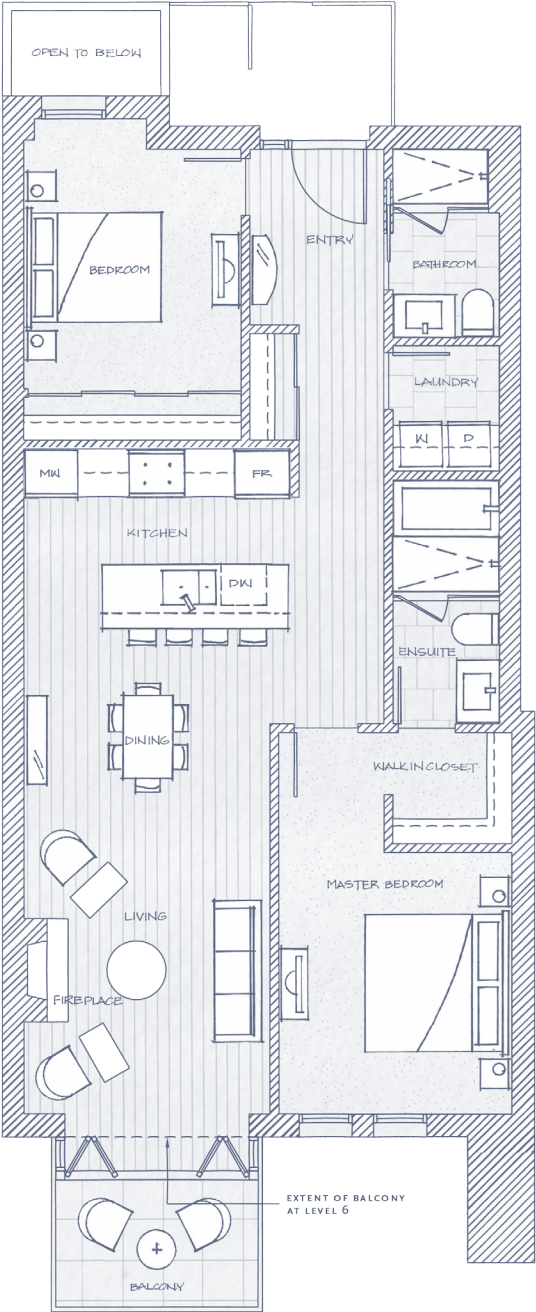 OPEN TO BELOW
ENTRY
BEDROOM
BATHROOM
LAUNDRY
W D
MW FR
KITCHEN
DW
ENSUITE
DINING
WALK IN CLOSET
MASTER BEDROOM
LIVING
FIREPLACE
EXTENT OF BALCONY
AT LEVEL 6
BALCONY